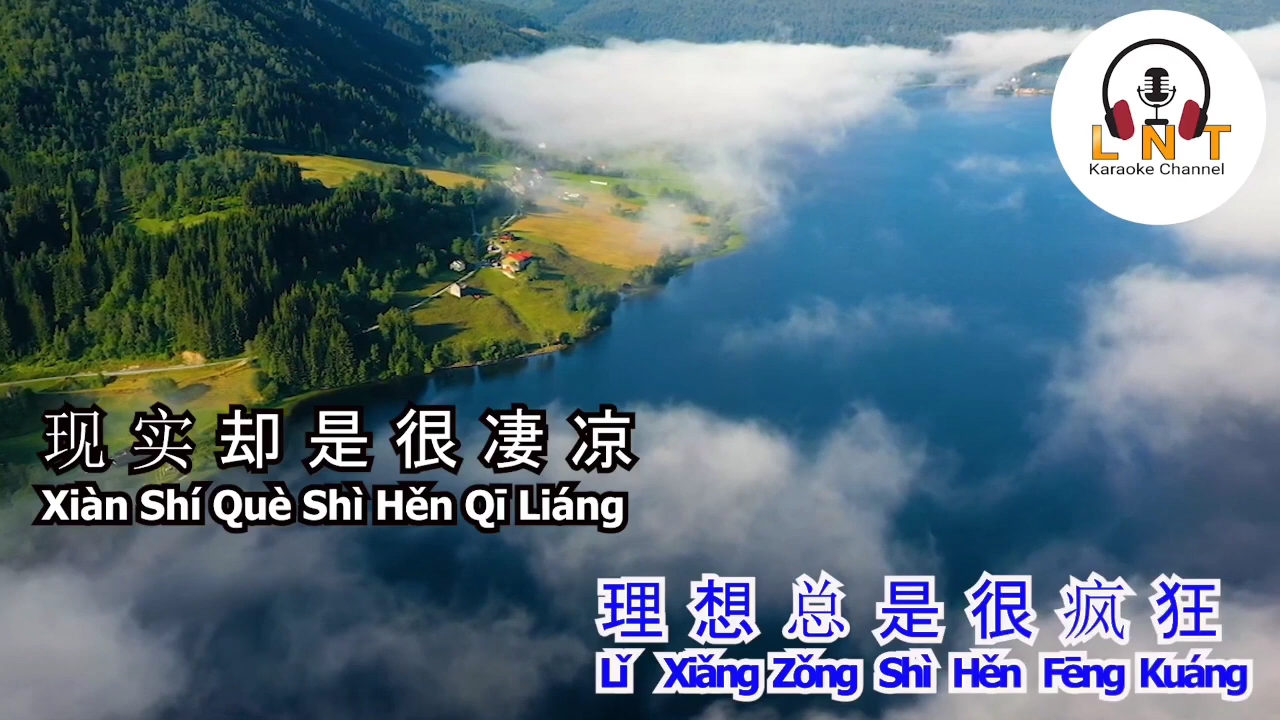 L N T
Karaoke Channel
现实却是很凄凉
Xiàn Shí Què Shì Hěn Qī Liáng
理想总是很疯狂
Lǐ Xiǎng Zǒng Shì Hěn Fēng Kuáng